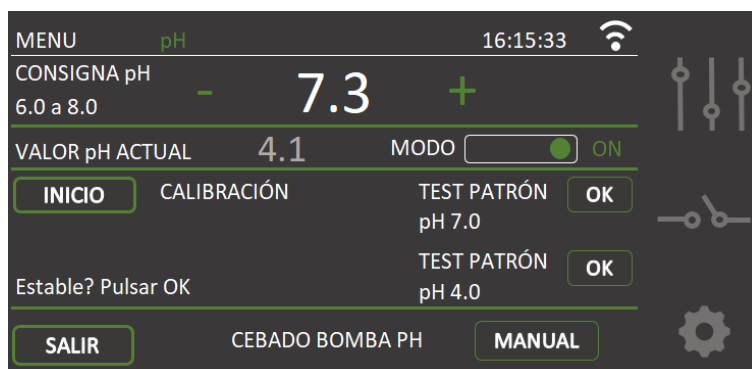 MENU pH 16:15:33
CONSIGNA pH
6.0 a 8.0
- 7.3 +
VALOR pH ACTUAL 4.1 MODO ON
INICIO CALIBRACIÓN TEST PATRÓN OK
pH 7.0
TEST PATRÓN OK
Estable? Pulsar OK pH 4.0
SALIR CEBADO BOMBA PH MANUAL